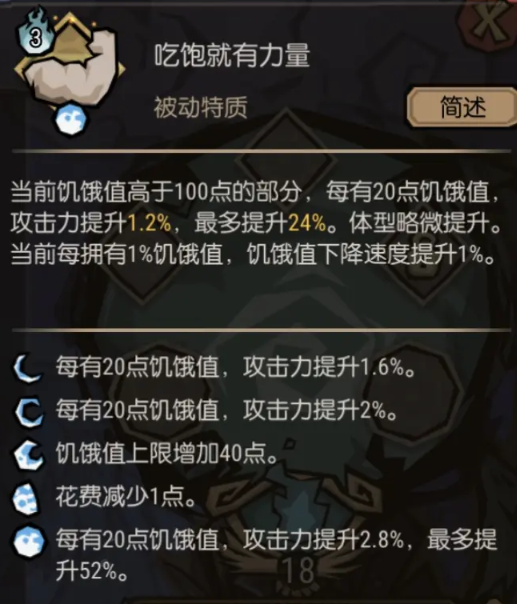 3
吃饱就有力量
被动特质
简述
当前饥饿值高于100点的部分，每有20点饥饿值，
攻击力提升1.2%，最多提升24%。体型略微提升。
当前每拥有1%饥饿值，饥饿值下降速度提升1%。
每有20点饥饿值，攻击力提升1.6%。
每有20点饥饿值，攻击力提升2%。
饥饿值上限增加40点。
花费减少1点。
每有20点饥饿值，攻击力提升2.8%，最多提
升52%。
18